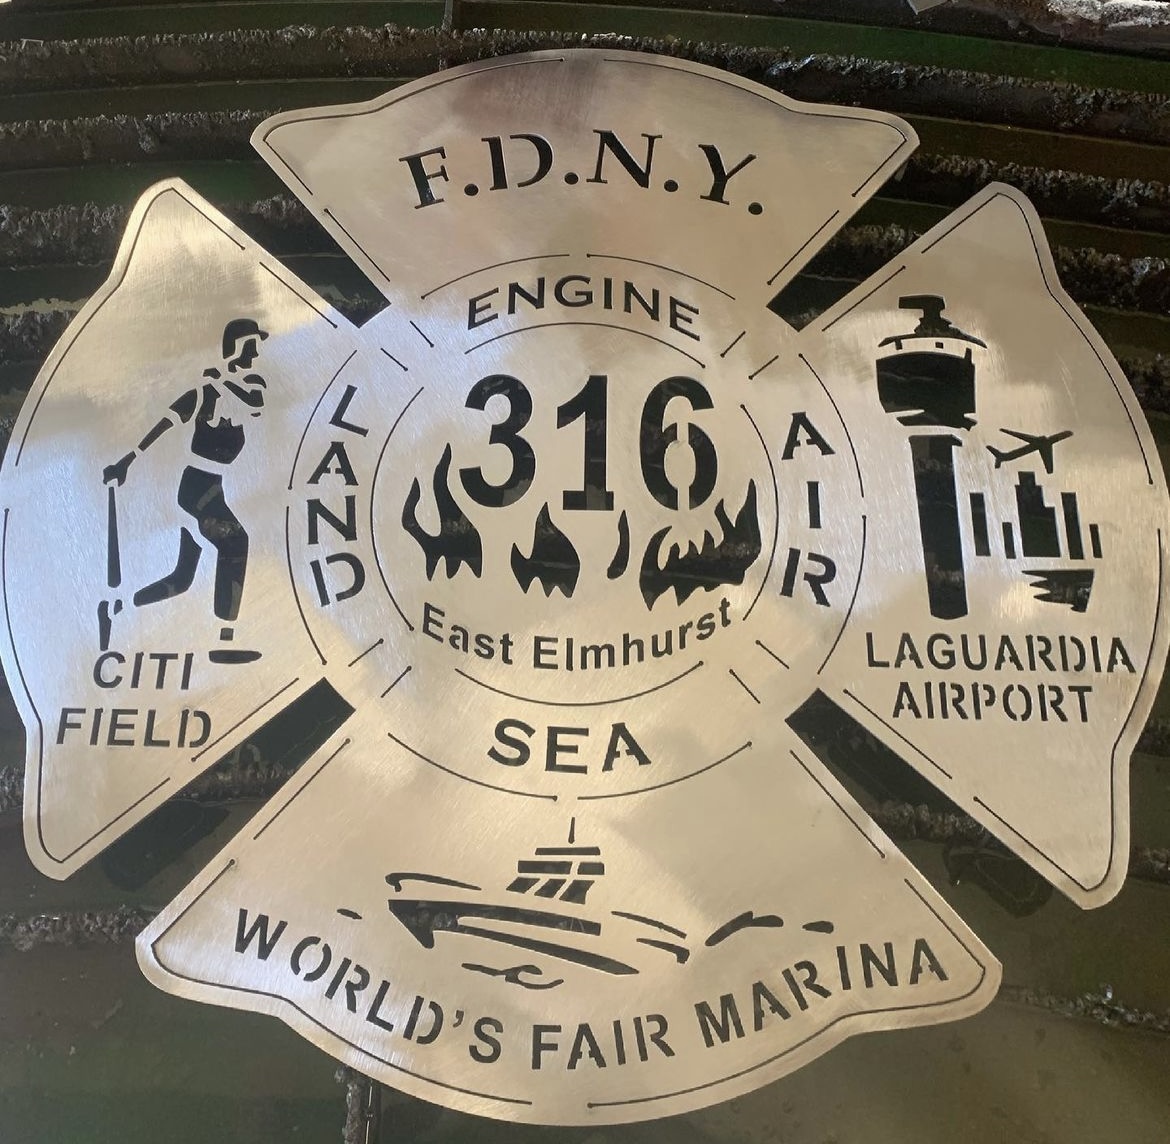 F.D.N.Y.
ENGINE
LAND
316
AIR
East Elmhurst
SEA
CITI
FIELD
LAGUARDIA
AIRPORT
WORLD'S FAIR MARINA